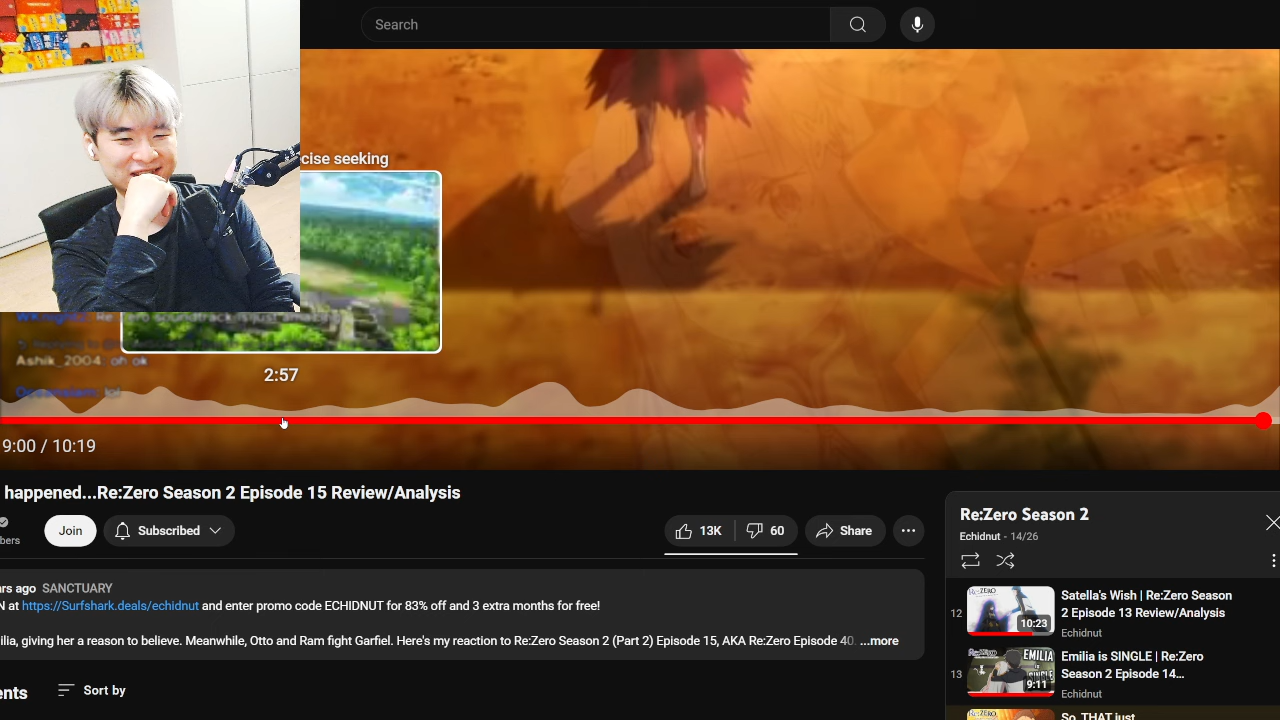 Search
cise seeking
Ashik_2004: oh ok
lol
2:57
9:00 / 10:19
happened...Re:Zero Season 2 Episode 15 Review/Analysis
bers
Join
Subscribed
13K
60
Share
rs ago SANCTUARY
N at https://Surfshark.deals/echidnut and enter promo code ECHIDNUT for 83% off and 3 extra months for free!
ilia, giving her a reason to believe. Meanwhile, Otto and Ram fight Garfiel. Here's my reaction to Re:Zero Season 2 (Part 2) Episode 15, AKA Re:Zero Episode 40. ...more
ents
Sort by
Re:Zero Season 2
Echidnut - 14/26
12
10:23
Satella's Wish | Re:Zero Season
2 Episode 13 Review/Analysis
Echidnut
13
EMILIA
SINGLE
9:11
Emilia is SINGLE | Re:Zero
Season 2 Episode 14...
Echidnut
Re:ZERO
So, THAT just